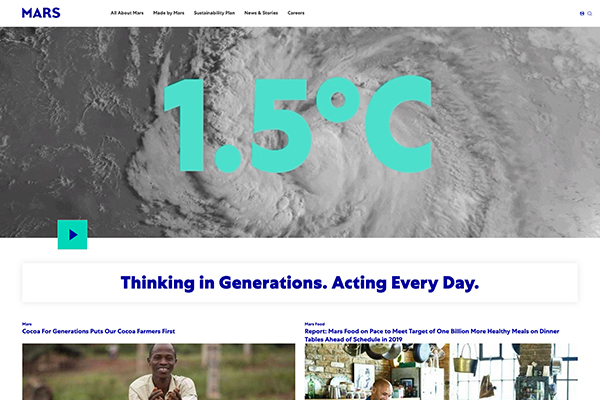 MARS
All About Mars Made by Mars Sustainability Plan News & Stories Careers
1.5°C
Thinking in Generations. Acting Every Day.
Mars
Cocoa For Generations Puts Our Cocoa Farmers First
Mars Food
Report: Mars Food on Pace to Meet Target of One Billion More Healthy Meals on Dinner
Tables Ahead of Schedule in 2019